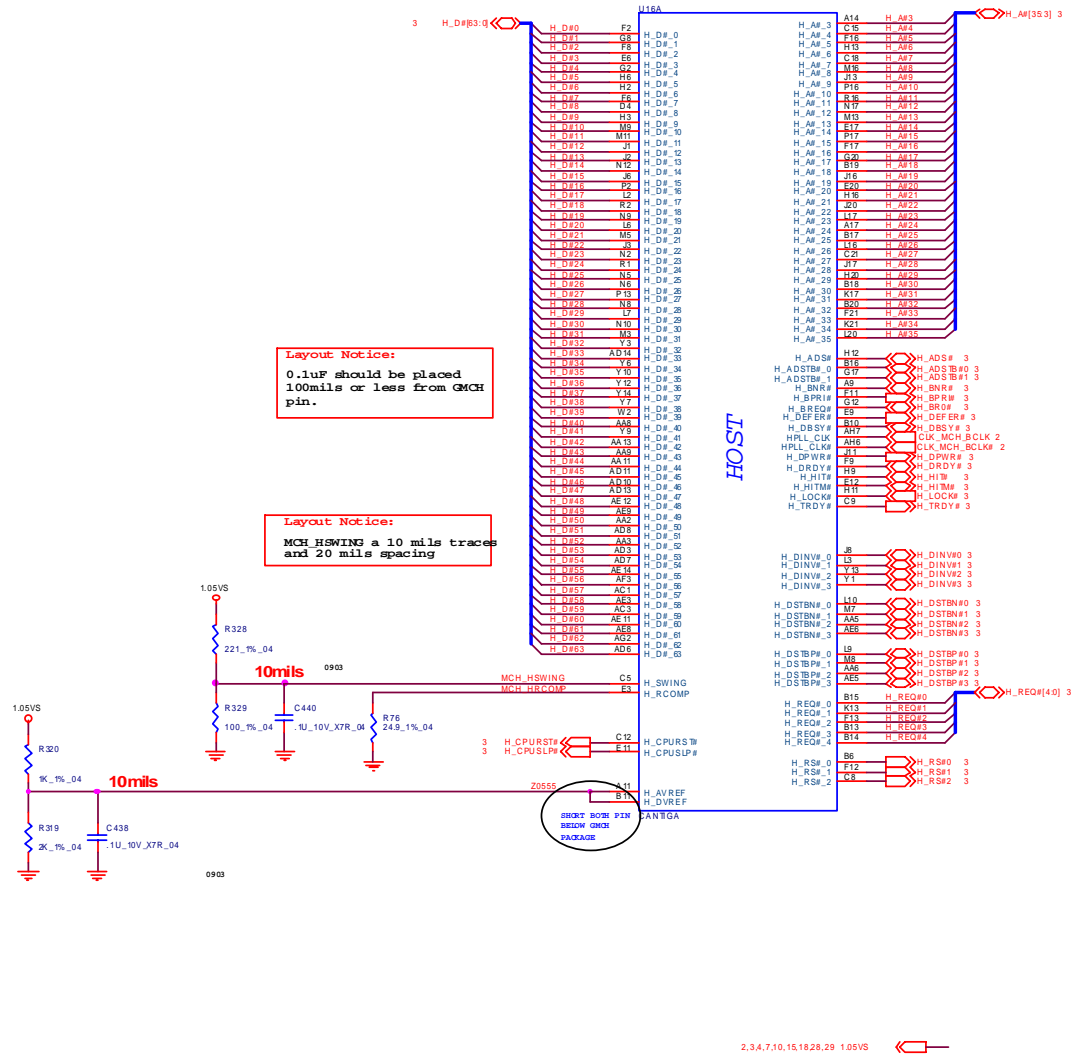 U16A
3 H_D#[63:0]
H_D#0 F2 H_D#_0
H_D#1 G8 H_D#_1
H_D#2 F8 H_D#_2
H_D#3 E6 H_D#_3
H_D#4 G2 H_D#_4
H_D#5 H6 H_D#_5
H_D#6 H2 H_D#_6
H_D#7 F6 H_D#_7
H_D#8 D4 H_D#_8
H_D#9 H3 H_D#_9
H_D#10 M9 H_D#_10
H_D#11 M11 H_D#_11
H_D#12 J1 H_D#_12
H_D#13 J2 H_D#_13
H_D#14 N12 H_D#_14
H_D#15 J6 H_D#_15
H_D#16 P2 H_D#_16
H_D#17 L2 H_D#_17
H_D#18 R2 H_D#_18
H_D#19 N9 H_D#_19
H_D#20 L6 H_D#_20
H_D#21 M5 H_D#_21
H_D#22 J3 H_D#_22
H_D#23 N2 H_D#_23
H_D#24 R1 H_D#_24
H_D#25 N5 H_D#_25
H_D#26 N6 H_D#_26
H_D#27 P13 H_D#_27
H_D#28 N8 H_D#_28
H_D#29 L7 H_D#_29
H_D#30 N10 H_D#_30
H_D#31 M3 H_D#_31
H_D#32 Y3 H_D#_32
H_D#33 AD14 H_D#_33
H_D#34 Y6 H_D#_34
H_D#35 Y10 H_D#_35
H_D#36 Y12 H_D#_36
H_D#37 Y14 H_D#_37
H_D#38 Y7 H_D#_38
H_D#39 W2 H_D#_39
H_D#40 AA8 H_D#_40
H_D#41 Y9 H_D#_41
H_D#42 AA13 H_D#_42
H_D#43 AA9 H_D#_43
H_D#44 AA11 H_D#_44
H_D#45 AD11 H_D#_45
H_D#46 AD10 H_D#_46
H_D#47 AD13 H_D#_47
H_D#48 AE12 H_D#_48
H_D#49 AE9 H_D#_49
H_D#50 AA2 H_D#_50
H_D#51 AD8 H_D#_51
H_D#52 AA3 H_D#_52
H_D#53 AD3 H_D#_53
H_D#54 AD7 H_D#_54
H_D#55 AE14 H_D#_55
H_D#56 AF3 H_D#_56
H_D#57 AC1 H_D#_57
H_D#58 AE3 H_D#_58
H_D#59 AC3 H_D#_59
H_D#60 AE11 H_D#_60
H_D#61 AE8 H_D#_61
H_D#62 AG2 H_D#_62
H_D#63 AD6 H_D#_63
MCH_HSWING C5 H_SWING
MCH_HRCOMP E3 H_RCOMP
3 H_CPURST# C12 H_CPURST#
3 H_CPUSLP# E11 H_CPUSLP#
Z0555 A11 H_AVREF
B11 H_DVREF
CANTIGA
HOST
H_A#[35:3] 3
H_A#_3 A14 H_A#3
H_A#_4 C15 H_A#4
H_A#_5 F16 H_A#5
H_A#_6 H13 H_A#6
H_A#_7 C18 H_A#7
H_A#_8 M16 H_A#8
H_A#_9 J13 H_A#9
H_A#_10 P16 H_A#10
H_A#_11 R16 H_A#11
H_A#_12 N17 H_A#12
H_A#_13 M13 H_A#13
H_A#_14 E17 H_A#14
H_A#_15 P17 H_A#15
H_A#_16 F17 H_A#16
H_A#_17 G20 H_A#17
H_A#_18 B19 H_A#18
H_A#_19 J16 H_A#19
H_A#_20 E20 H_A#20
H_A#_21 H16 H_A#21
H_A#_22 J20 H_A#22
H_A#_23 L17 H_A#23
H_A#_24 A17 H_A#24
H_A#_25 B17 H_A#25
H_A#_26 L16 H_A#26
H_A#_27 C21 H_A#27
H_A#_28 J17 H_A#28
H_A#_29 H20 H_A#29
H_A#_30 B18 H_A#30
H_A#_31 K17 H_A#31
H_A#_32 B20 H_A#32
H_A#_33 F21 H_A#33
H_A#_34 K21 H_A#34
H_A#_35 L20 H_A#35
H_ADS# H12 H_ADS# 3
H_ADSTB#_0 B16 H_ADSTB#0 3
H_ADSTB#_1 G17 H_ADSTB#1 3
H_BNR# A9 H_BNR# 3
H_BPRI# F11 H_BPRI# 3
H_BREQ# G12 H_BR0# 3
H_DEFER# E9 H_DEFER# 3
H_DBSY# B10 H_DBSY# 3
HPLL_CLK AH7 CLK_MCH_BCLK 2
HPLL_CLK# AH6 CLK_MCH_BCLK# 2
H_DPWR# J11 H_DPWR# 3
H_DRDY# F9 H_DRDY# 3
H_HIT# H9 H_HIT# 3
H_HITM# E12 H_HITM# 3
H_LOCK# H11 H_LOCK# 3
H_TRDY# C9 H_TRDY# 3
H_DINV#_0 J8 H_DINV#0 3
H_DINV#_1 L3 H_DINV#1 3
H_DINV#_2 Y13 H_DINV#2 3
H_DINV#_3 Y1 H_DINV#3 3
H_DSTBN#_0 L10 H_DSTBN#0 3
H_DSTBN#_1 M7 H_DSTBN#1 3
H_DSTBN#_2 AA5 H_DSTBN#2 3
H_DSTBN#_3 AE6 H_DSTBN#3 3
H_DSTBP#_0 L9 H_DSTBP#0 3
H_DSTBP#_1 M8 H_DSTBP#1 3
H_DSTBP#_2 AA6 H_DSTBP#2 3
H_DSTBP#_3 AE5 H_DSTBP#3 3
H_REQ#[4:0] 3
H_REQ#_0 B15 H_REQ#0
H_REQ#_1 K13 H_REQ#1
H_REQ#_2 F13 H_REQ#2
H_REQ#_3 B13 H_REQ#3
H_REQ#_4 B14 H_REQ#4
H_RS#_0 B6 H_RS#0 3
H_RS#_1 F12 H_RS#1 3
H_RS#_2 C8 H_RS#2 3
Layout Notice:
0.1uF should be placed
100mils or less from GMCH
pin.
Layout Notice:
MCH_HSWING a 10 mils traces
and 20 mils spacing
1.05VS
R328
221_1%_04
10mils
0903
R329
100_1%_04
C440
.1U_10V_X7R_04
R76
24.9_1%_04
1.05VS
R320
1K_1%_04
10mils
R319
2K_1%_04
C438
.1U_10V_X7R_04
0903
SHORT BOTH PIN
BELOW GMCH
PACKAGE
2,3,4,7,10,15,18,28,29 1.05VS